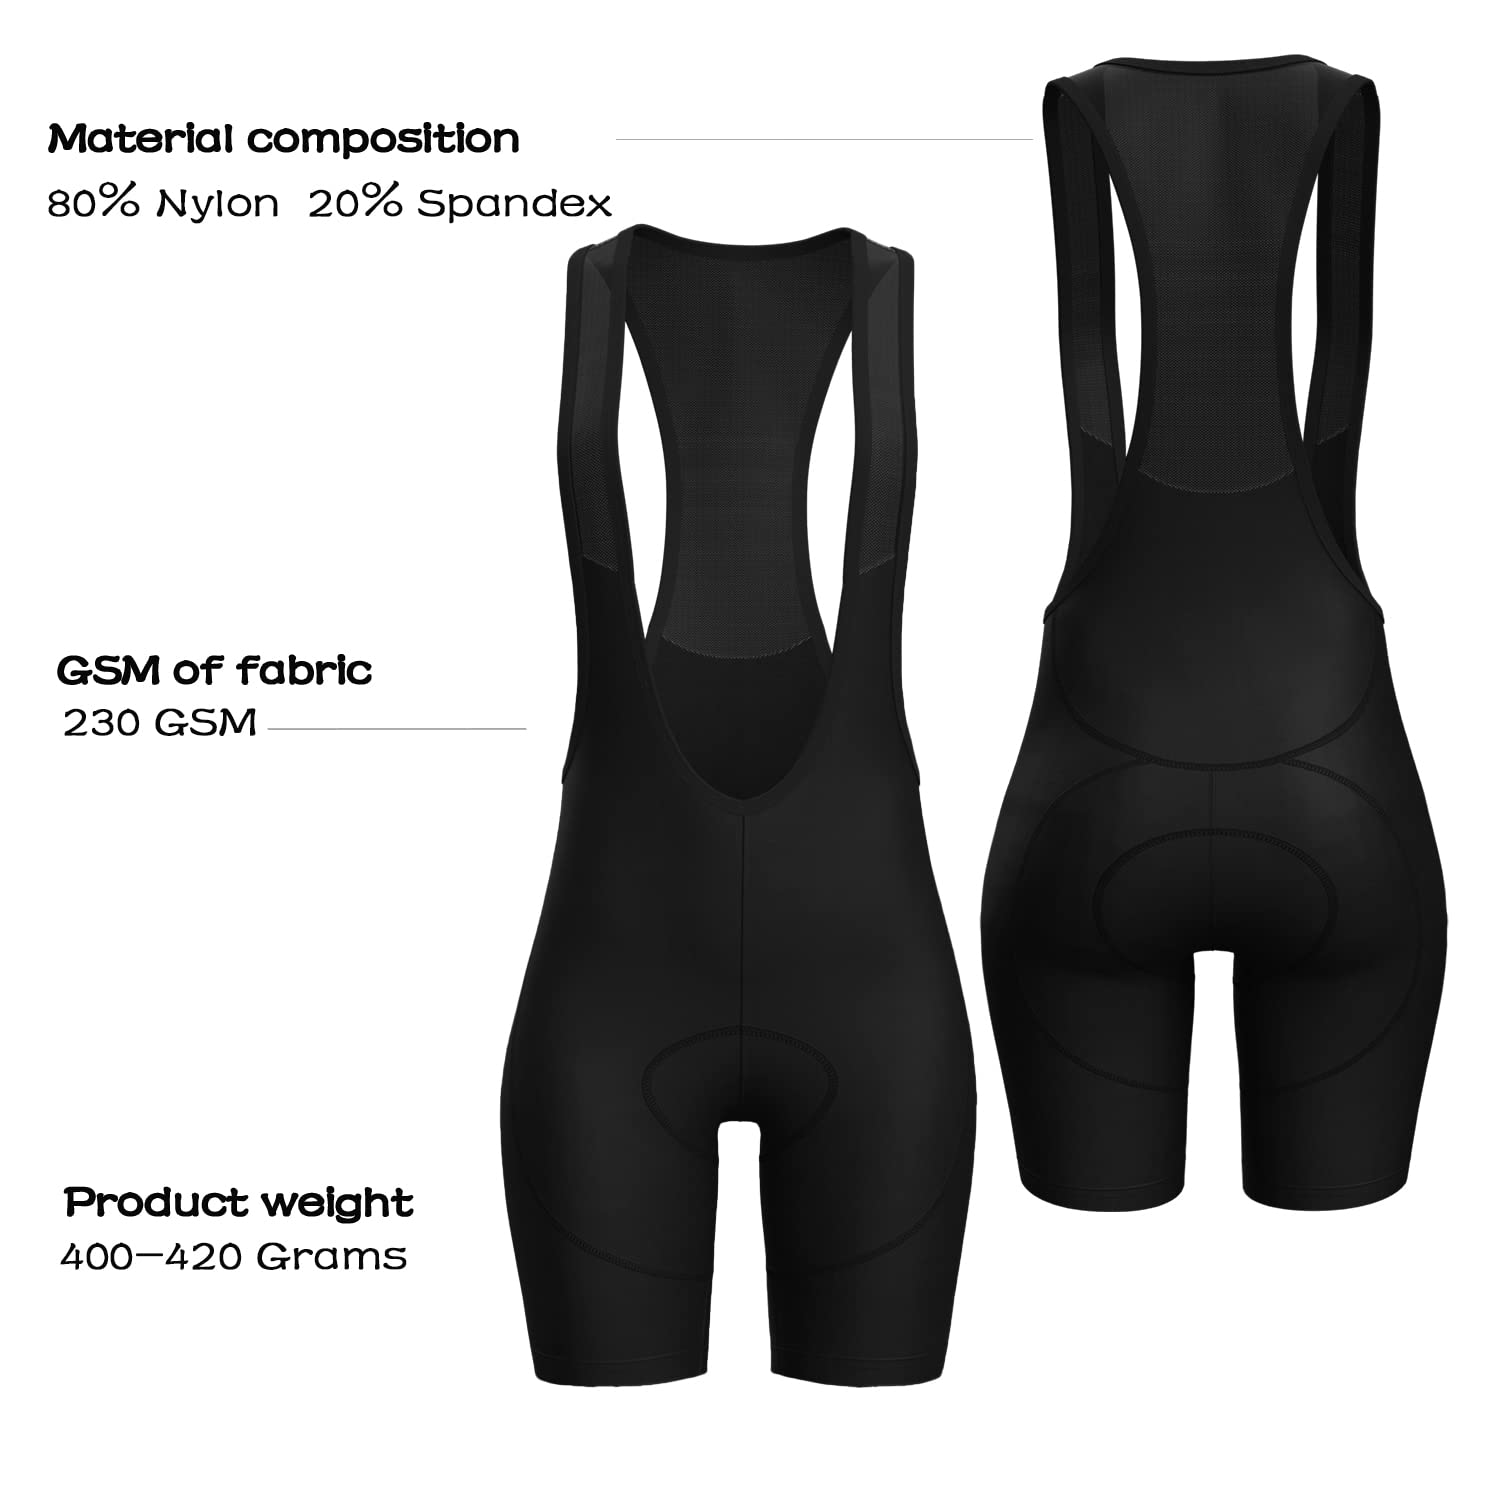 Material composition
80% Nylon 20% Spandex
GSM of fabric
230 GSM
Product weight
400-420 Grams